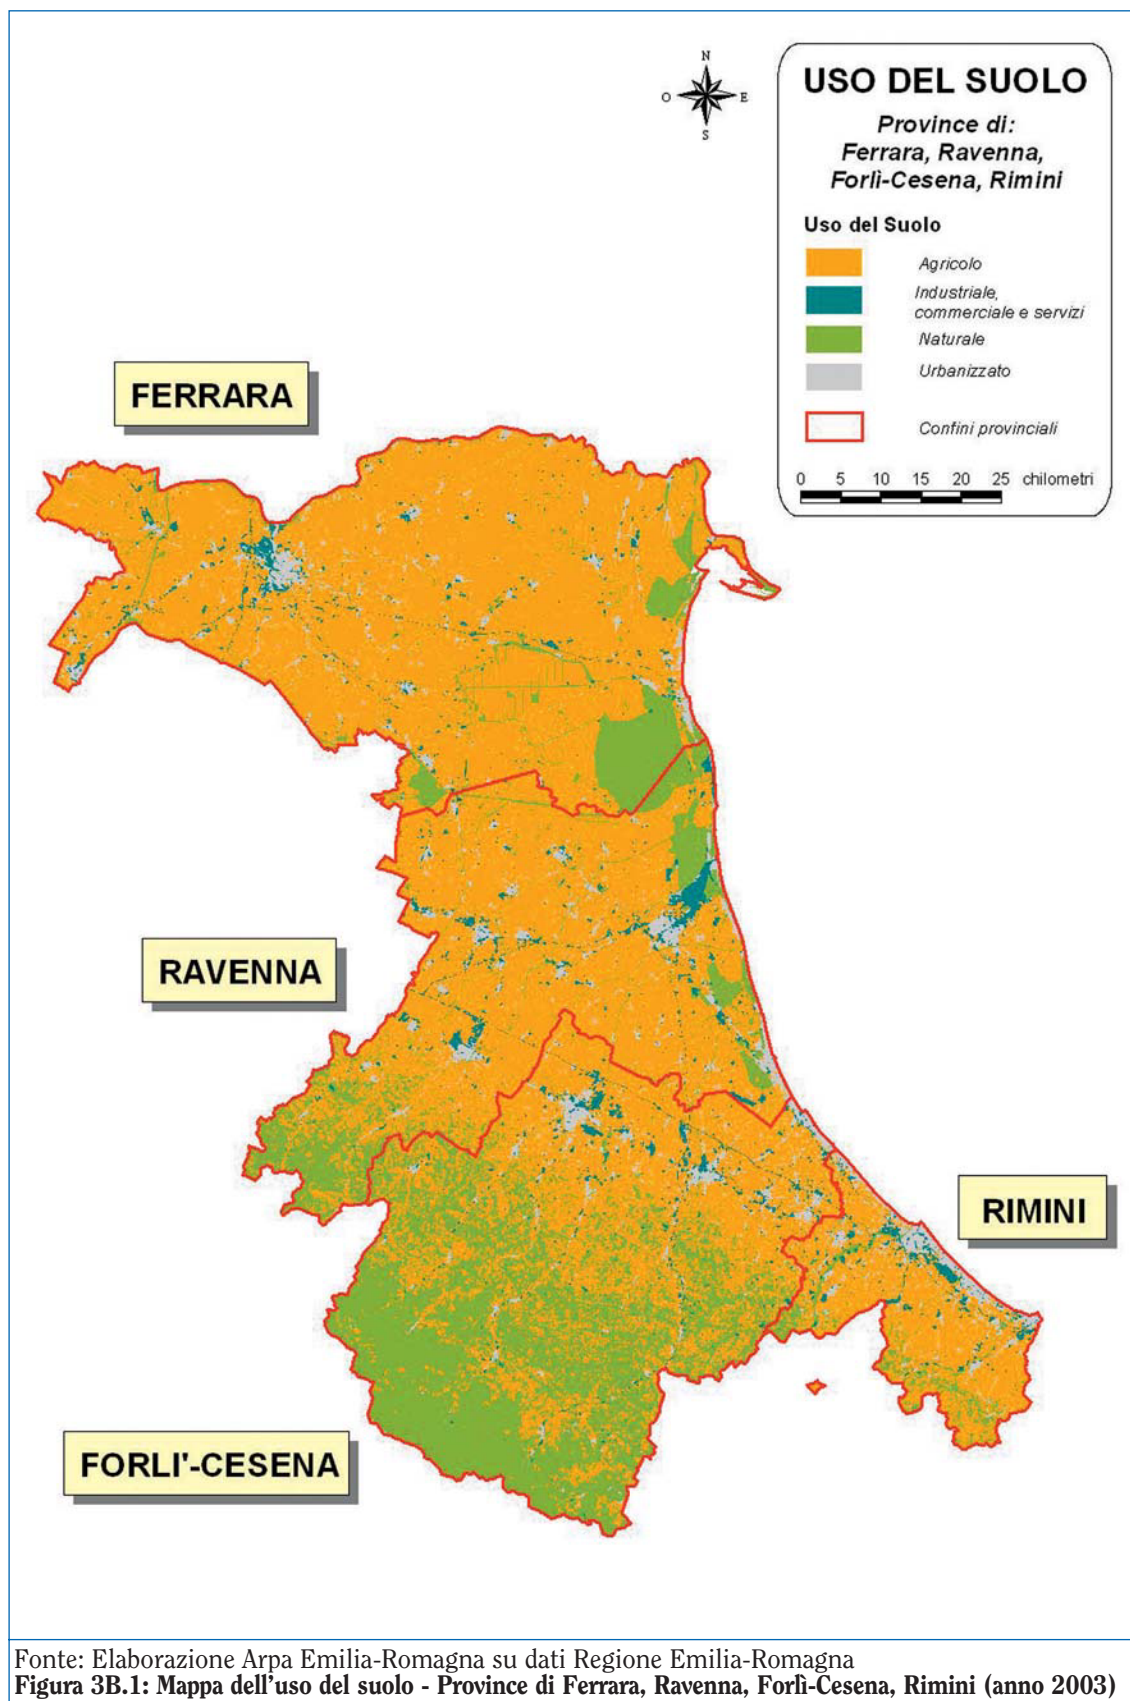 N
O
E
S
USO DEL SUOLO
Province di:
Ferrara, Ravenna,
Forlì-Cesena, Rimini
Uso del Suolo
Agricolo
Industriale,
commerciale e servizi
Naturale
Urbanizzato
Confini provinciali
0 5 10 15 20 25 chilometri
FERRARA
RAVENNA
RIMINI
FORLI'-CESENA
Fonte: Elaborazione Arpa Emilia-Romagna su dati Regione Emilia-Romagna
Figura 3B.1: Mappa dell’uso del suolo - Province di Ferrara, Ravenna, Forlì-Cesena, Rimini (anno 2003)